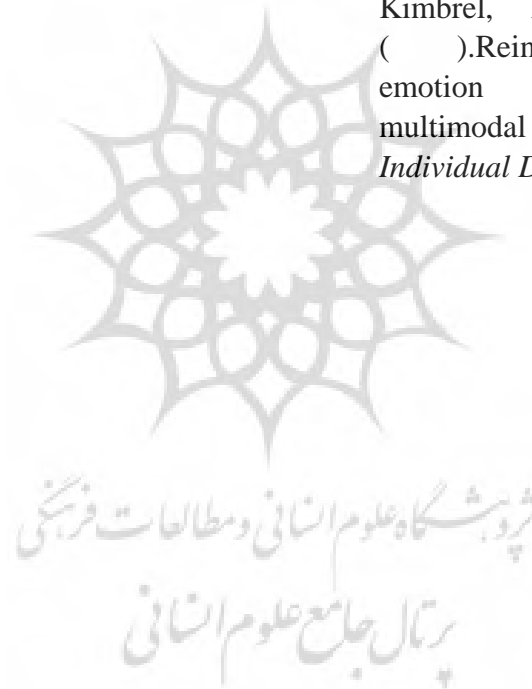 Kimbrel,
( ).Rein
emotion
multimodal
Individual D
پژوهشگاه علوم انسانی و مطالعات فرهنگی
پرتال جامع علوم انسانی